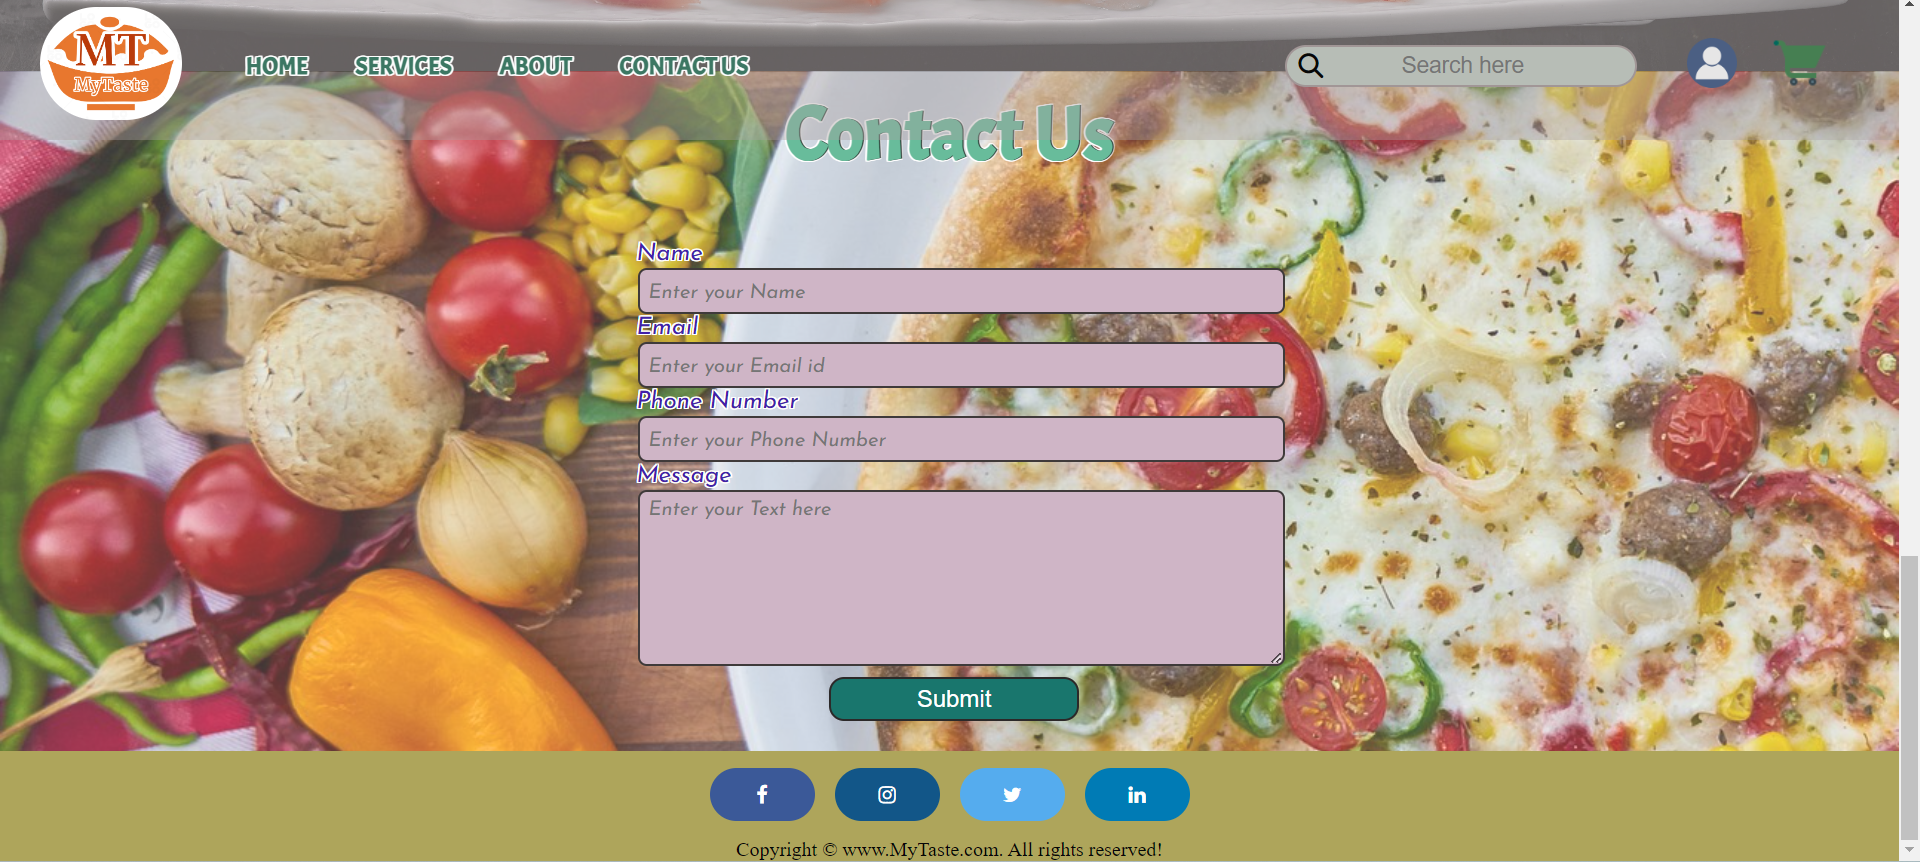 MT
MyTaste
HOME SERVICES ABOUT CONTACT US
Search here
Contact Us
Name
Enter your Name
Email
Enter your Email id
Phone Number
Enter your Phone Number
Message
Enter your Text here
Submit
Copyright © www.MyTaste.com. All rights reserved!